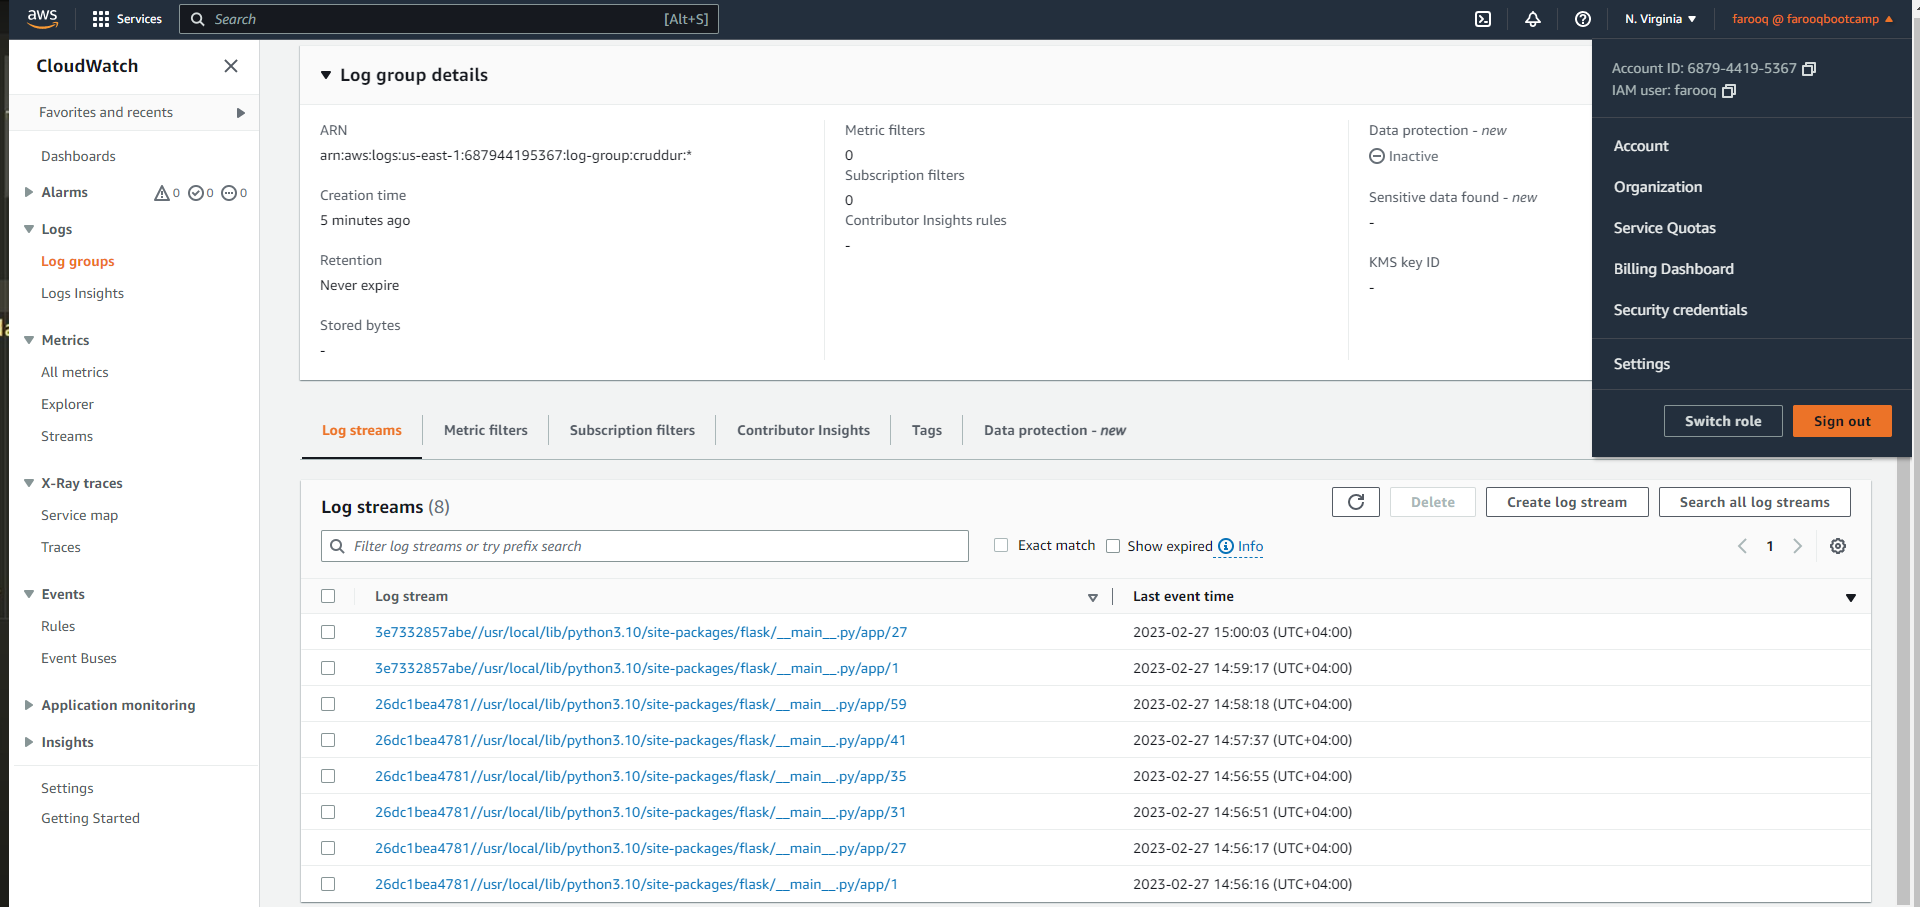 aws
Services
Search
[Alt+S]
N. Virginia
farooq @ farooqbootcamp
CloudWatch
Favorites and recents
Dashboards
Alarms
0
0
0
Logs
Log groups
Logs Insights
Metrics
All metrics
Explorer
Streams
X-Ray traces
Service map
Traces
Events
Rules
Event Buses
Application monitoring
Insights
Settings
Getting Started
Log group details
ARN
arn:aws:logs:us-east-1:687944195367:log-group:cruddur:*
Creation time
5 minutes ago
Retention
Never expire
Stored bytes
-
Metric filters
0
Subscription filters
0
Contributor Insights rules
-
Data protection - new
Inactive
Sensitive data found - new
-
KMS key ID
-
Account ID: 6879-4419-5367
IAM user: farooq
Account
Organization
Service Quotas
Billing Dashboard
Security credentials
Settings
Switch role
Sign out
Log streams
Metric filters
Subscription filters
Contributor Insights
Tags
Data protection - new
Log streams (8)
Delete
Create log stream
Search all log streams
Filter log streams or try prefix search
Exact match
Show expired
Info
1
Log stream
Last event time
3e7332857abe//usr/local/lib/python3.10/site-packages/flask/__main__.py/app/27
2023-02-27 15:00:03 (UTC+04:00)
3e7332857abe//usr/local/lib/python3.10/site-packages/flask/__main__.py/app/1
2023-02-27 14:59:17 (UTC+04:00)
26dc1bea4781//usr/local/lib/python3.10/site-packages/flask/__main__.py/app/59
2023-02-27 14:58:18 (UTC+04:00)
26dc1bea4781//usr/local/lib/python3.10/site-packages/flask/__main__.py/app/41
2023-02-27 14:57:37 (UTC+04:00)
26dc1bea4781//usr/local/lib/python3.10/site-packages/flask/__main__.py/app/35
2023-02-27 14:56:55 (UTC+04:00)
26dc1bea4781//usr/local/lib/python3.10/site-packages/flask/__main__.py/app/31
2023-02-27 14:56:51 (UTC+04:00)
26dc1bea4781//usr/local/lib/python3.10/site-packages/flask/__main__.py/app/27
2023-02-27 14:56:17 (UTC+04:00)
26dc1bea4781//usr/local/lib/python3.10/site-packages/flask/__main__.py/app/1
2023-02-27 14:56:16 (UTC+04:00)